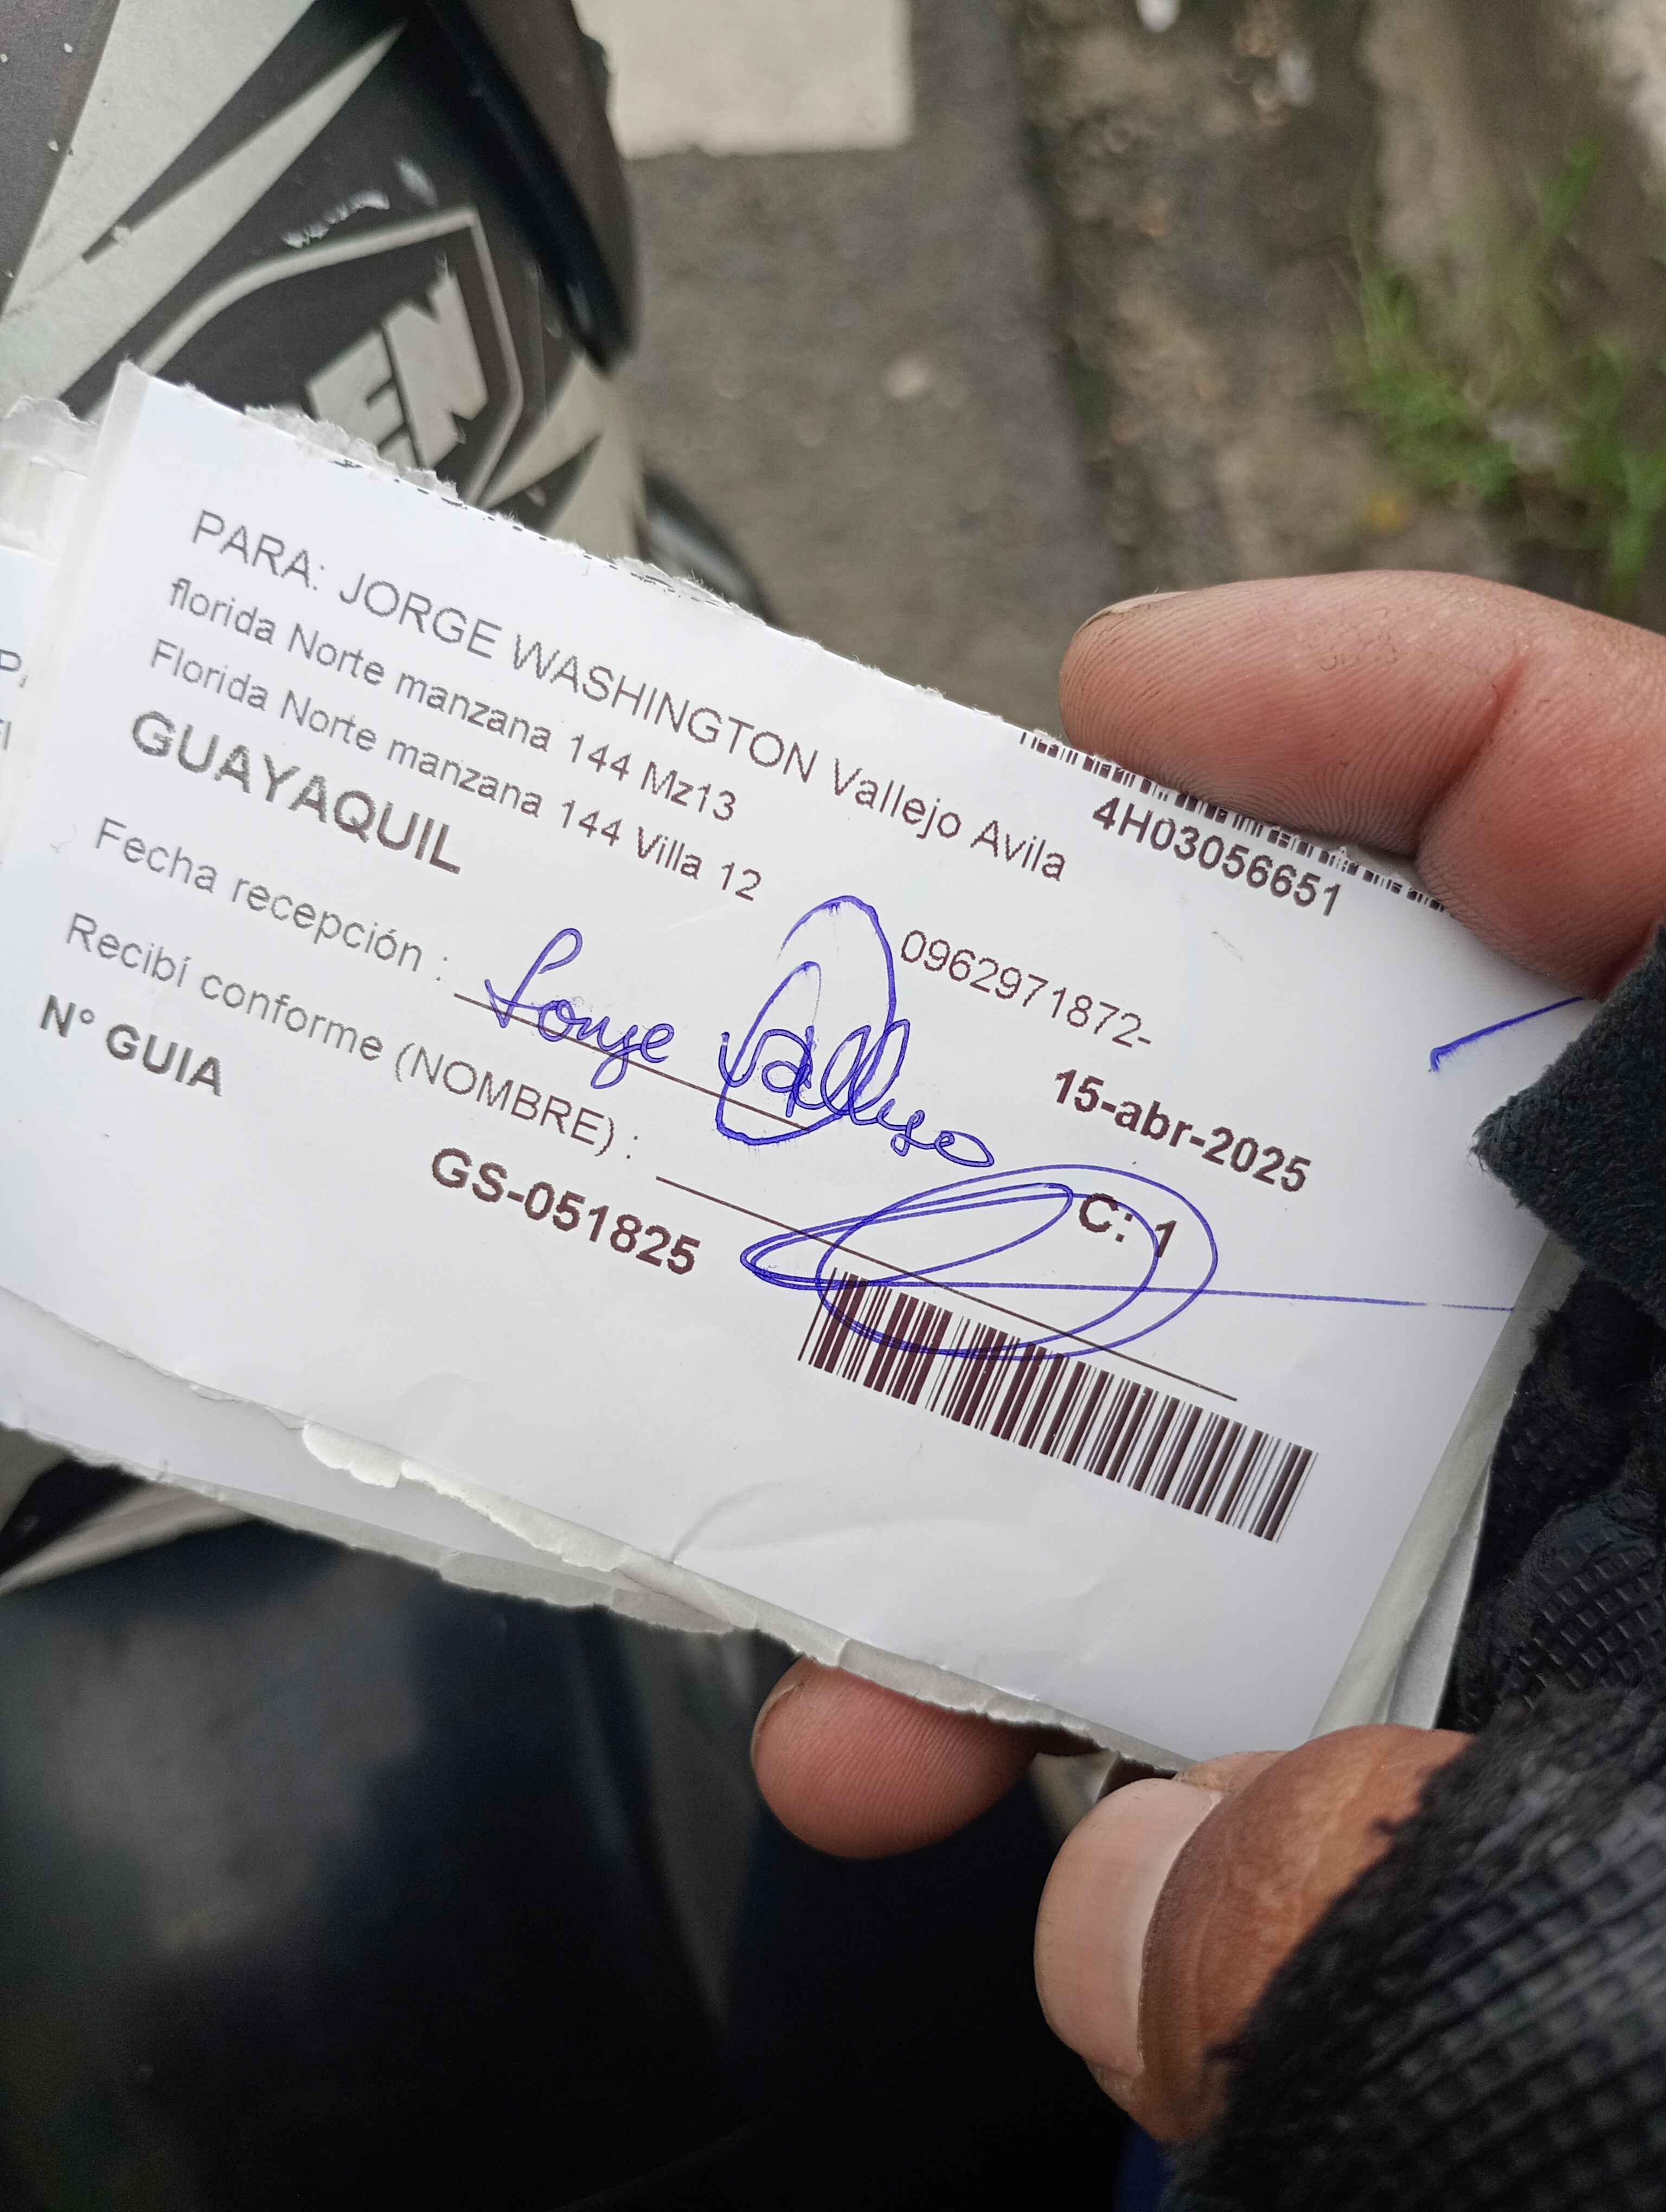 EN
PARA: JORGE WASHINGTON Vallejo Avila
4H03056651
florida Norte manzana 144 Mz13
Florida Norte manzana 144 Villa 12
GUAYAQUIL
0962971872-
Fecha recepción :
Jorge Vallejo
15-abr-2025
Recibí conforme (NOMBRE) :
C: 1
N° GUIA
GS-051825